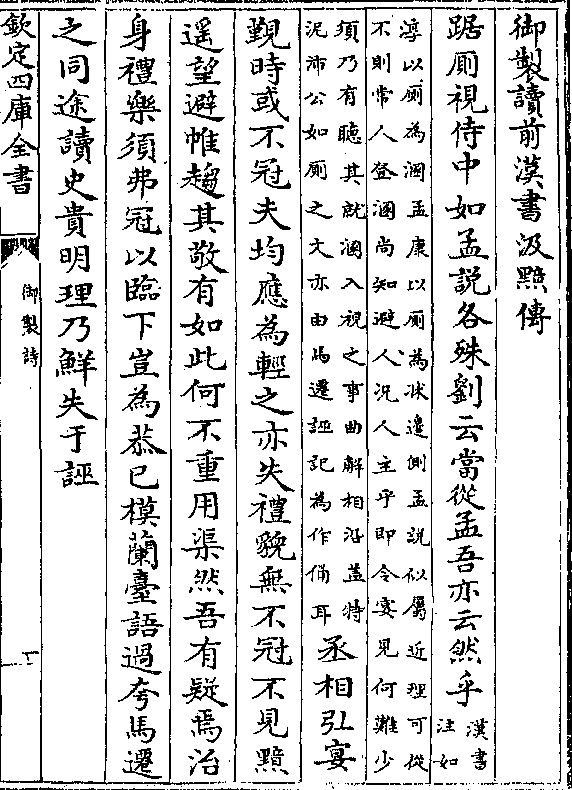 御製讀前漢書汲黯傳
踞厠視侍中如孟說各殊劉云當從孟吾亦云然乎漢書
注如
淳以厠為溷孟康以厠為牀邊側孟說似屬近理可從
不則常人登溷尚知避人況人主乎即令宴見何難少
須乃有聽其就溷入視之事曲解相沿蓋特
泥沛公如厠之文亦由馬遷誣記為作俑耳丞相弘宴
覲時或不冠夫均應為輕之亦失禮貌無不冠不見黯
遥望避帷趨其敬有如此何不重用渠然吾有疑焉治
身禮樂須弗冠以臨下豈為恭已模蘭臺語過夸馬遷
之同途讀史貴明理乃鮮失于誣
欽定四庫全書
御製詩